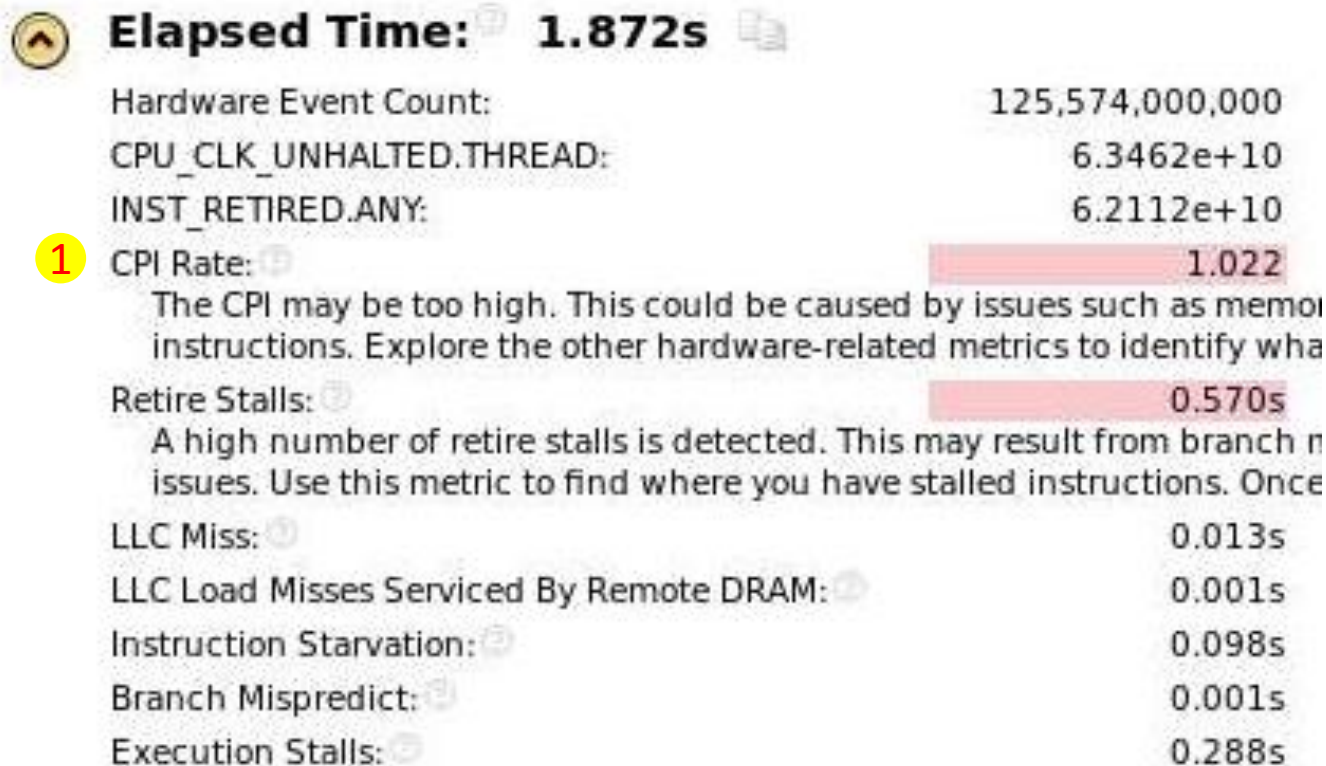 Elapsed Time: 1.872s
Hardware Event Count: 125,574,000,000
CPU_CLK_UNHALTED.THREAD: 6.3462e+10
INST_RETIRED.ANY: 6.2112e+10
1 CPI Rate: 1.022
The CPI may be too high. This could be caused by issues such as memor
instructions. Explore the other hardware-related metrics to identify wha
Retire Stalls: 0.570s
A high number of retire stalls is detected. This may result from branch m
issues. Use this metric to find where you have stalled instructions. Once
LLC Miss: 0.013s
LLC Load Misses Serviced By Remote DRAM: 0.001s
Instruction Starvation: 0.098s
Branch Mispredict: 0.001s
Execution Stalls: 0.288s